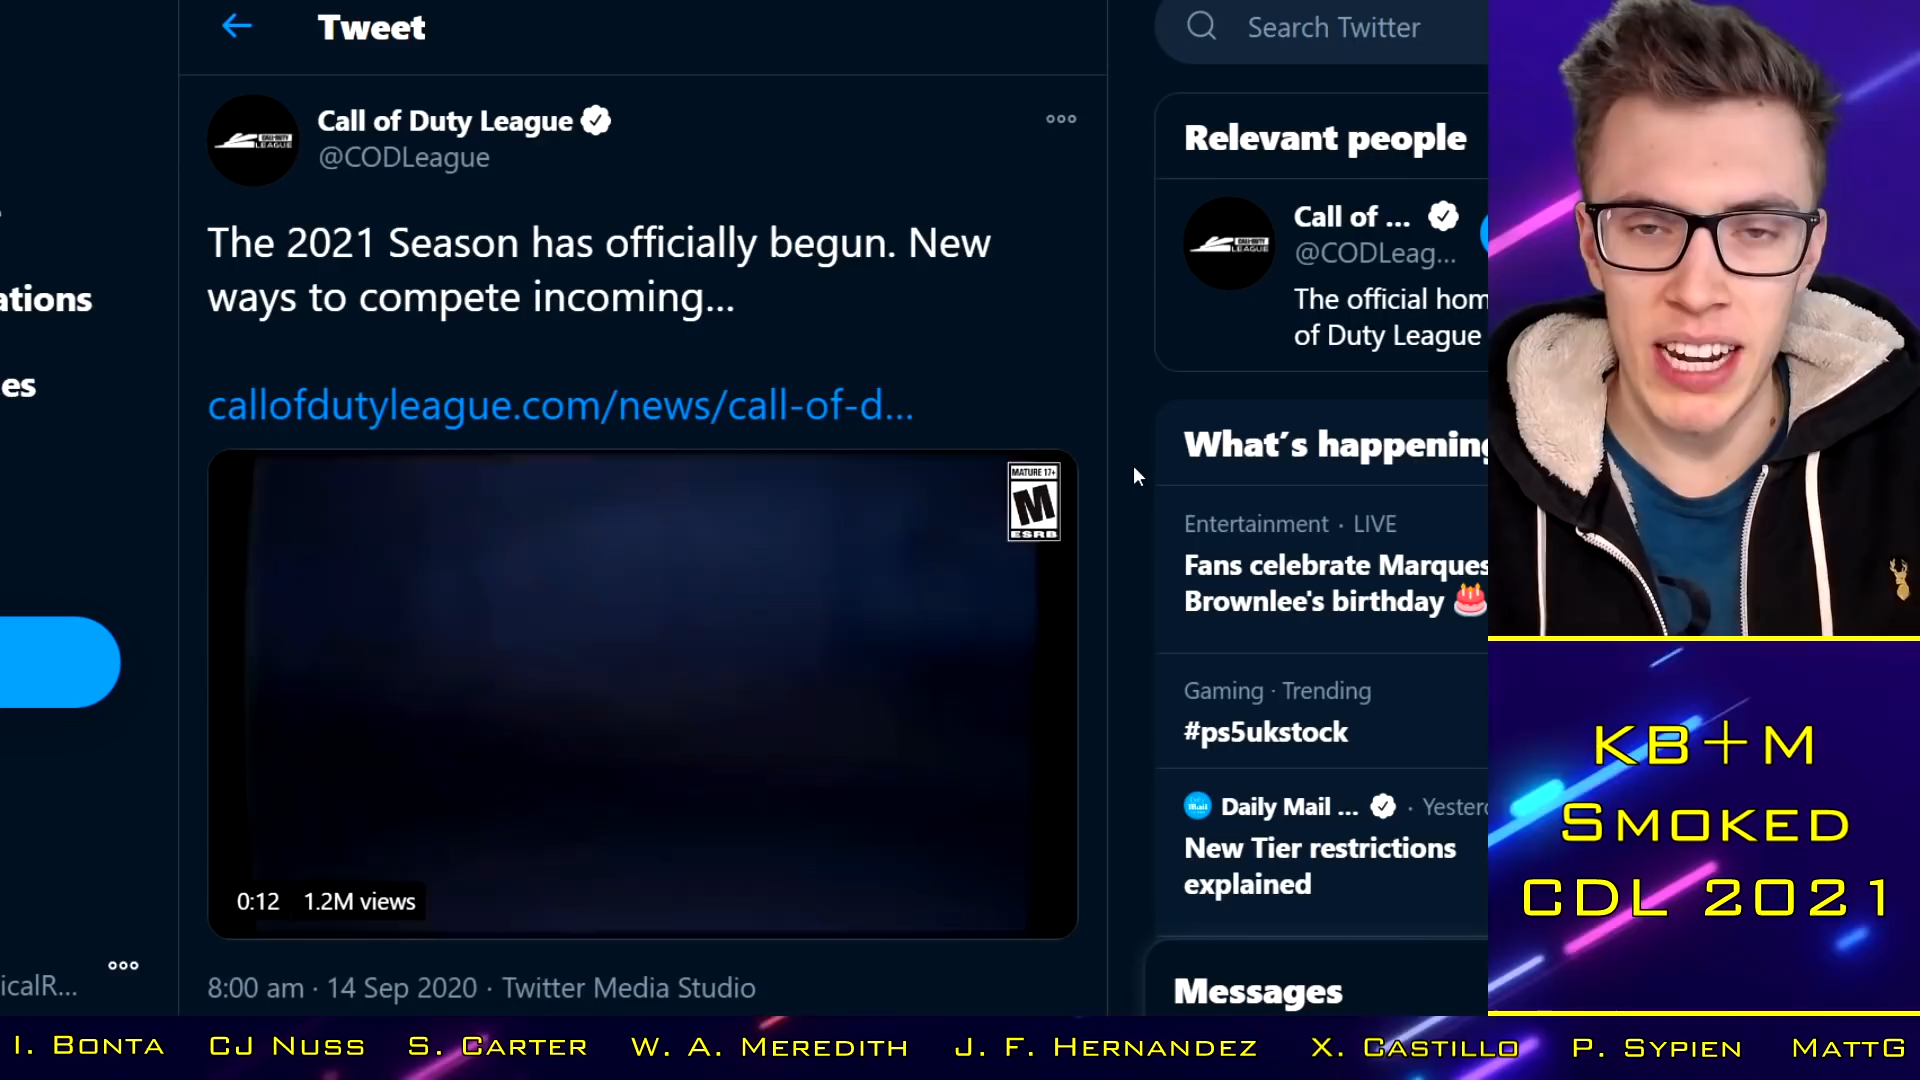 Tweet
Search Twitter
Call of Duty League
@CODLeague
The 2021 Season has officially begun. New
ways to compete incoming...
callofdutyleague.com/news/call-of-d...
MATURE 17+
M
ESRB
0:12 1.2M views
8:00 am · 14 Sep 2020 · Twitter Media Studio
ations
es
icalR...
Relevant people
Call of ...
@CODLeag...
The official hom
of Duty League
What's happening
Entertainment · LIVE
Fans celebrate Marques
Brownlee's birthday
Gaming · Trending
#ps5ukstock
Daily Mail ... · Yesterd
New Tier restrictions
explained
Messages
KB+M
SMOKED
CDL 2021
I. BONTA CJ NUSS S. CARTER W. A. MEREDITH J. F. HERNANDEZ X. CASTILLO P. SYPIEN MATTG